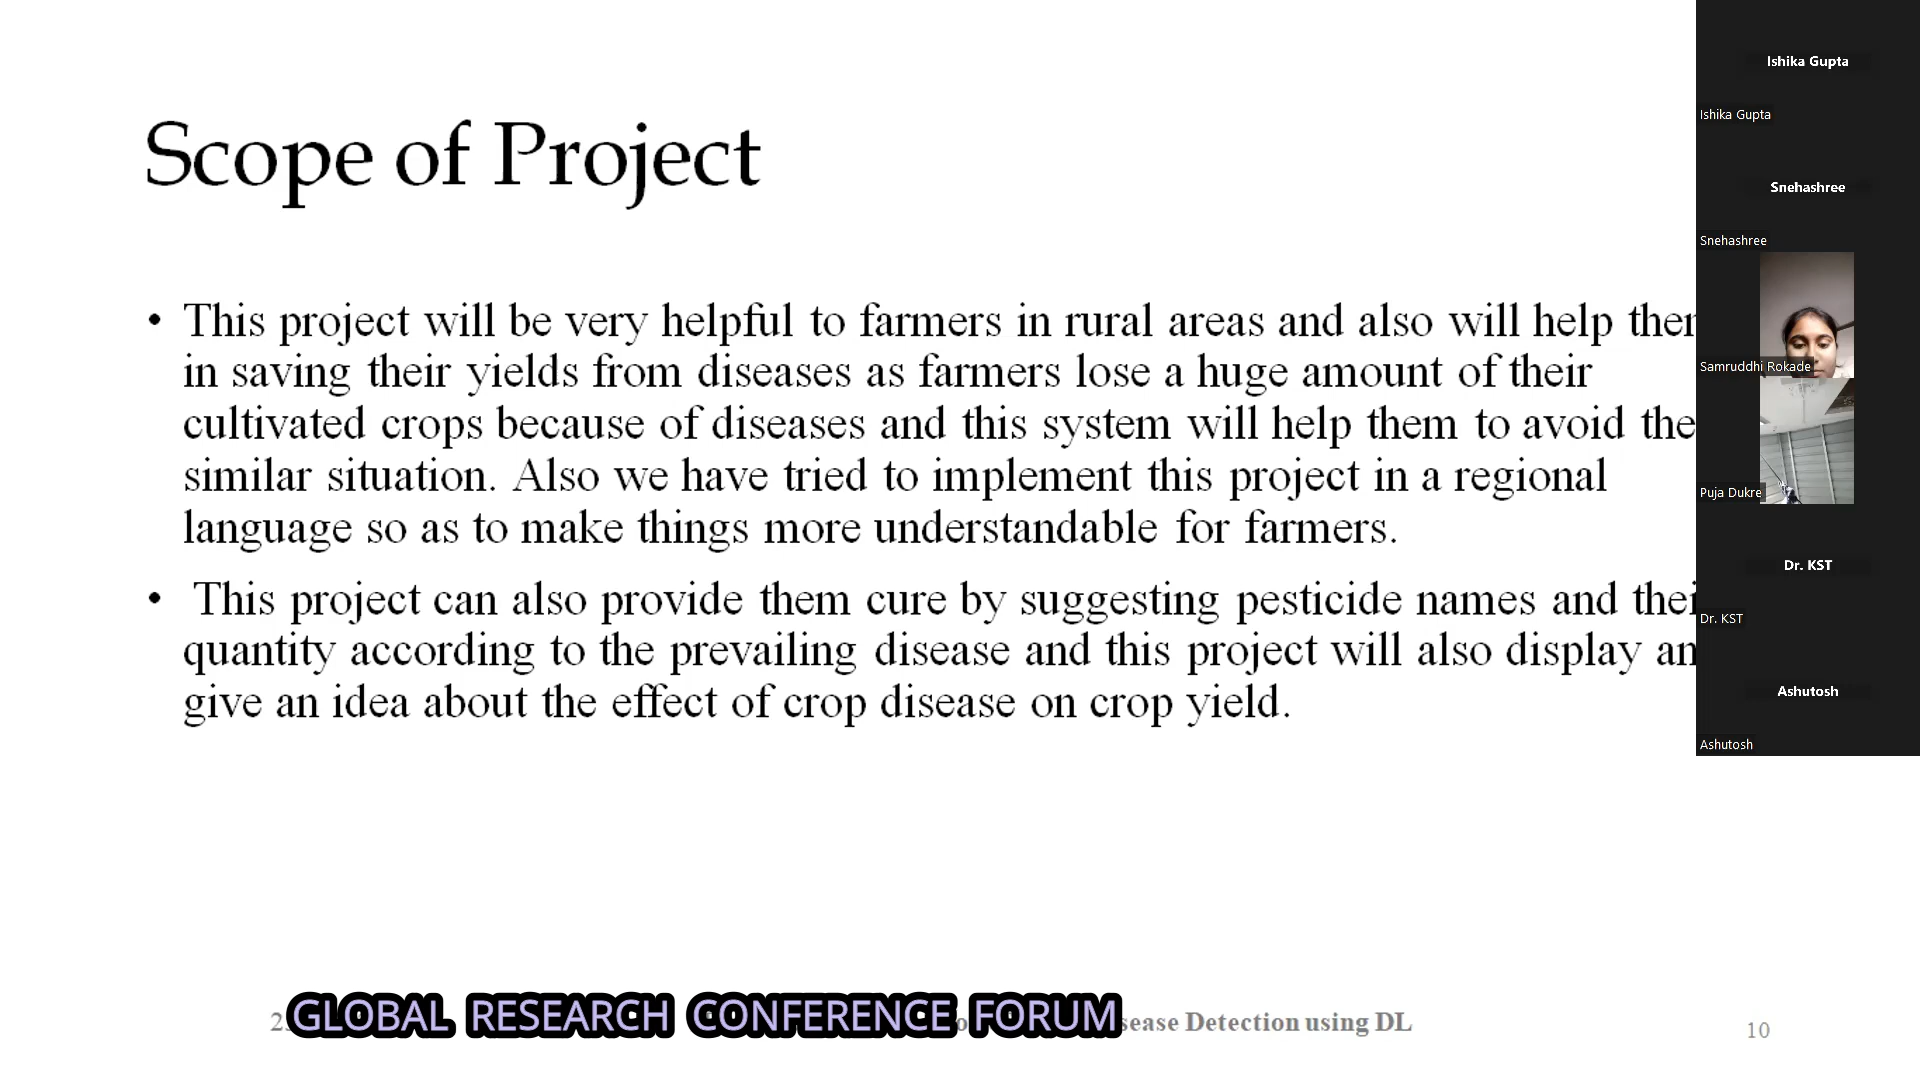 Scope of Project
• This project will be very helpful to farmers in rural areas and also will help
in saving their yields from diseases as farmers lose a huge amount of their
cultivated crops because of diseases and this system will help them to avoid the
similar situation. Also we have tried to implement this project in a regional
language so as to make things more understandable for farmers.
• This project can also provide them cure by suggesting pesticide names and
quantity according to the prevailing disease and this project will also display
give an idea about the effect of crop disease on crop yield.
GLOBAL RESEARCH CONFERENCE FORUM
Detection using DL
10
Ishika Gupta
Ishika Gupta
Snehashree
Snehashree
Samruddhi Rokade
Puja Dukre
Dr. KST
Dr. KST
Ashutosh
Ashutosh